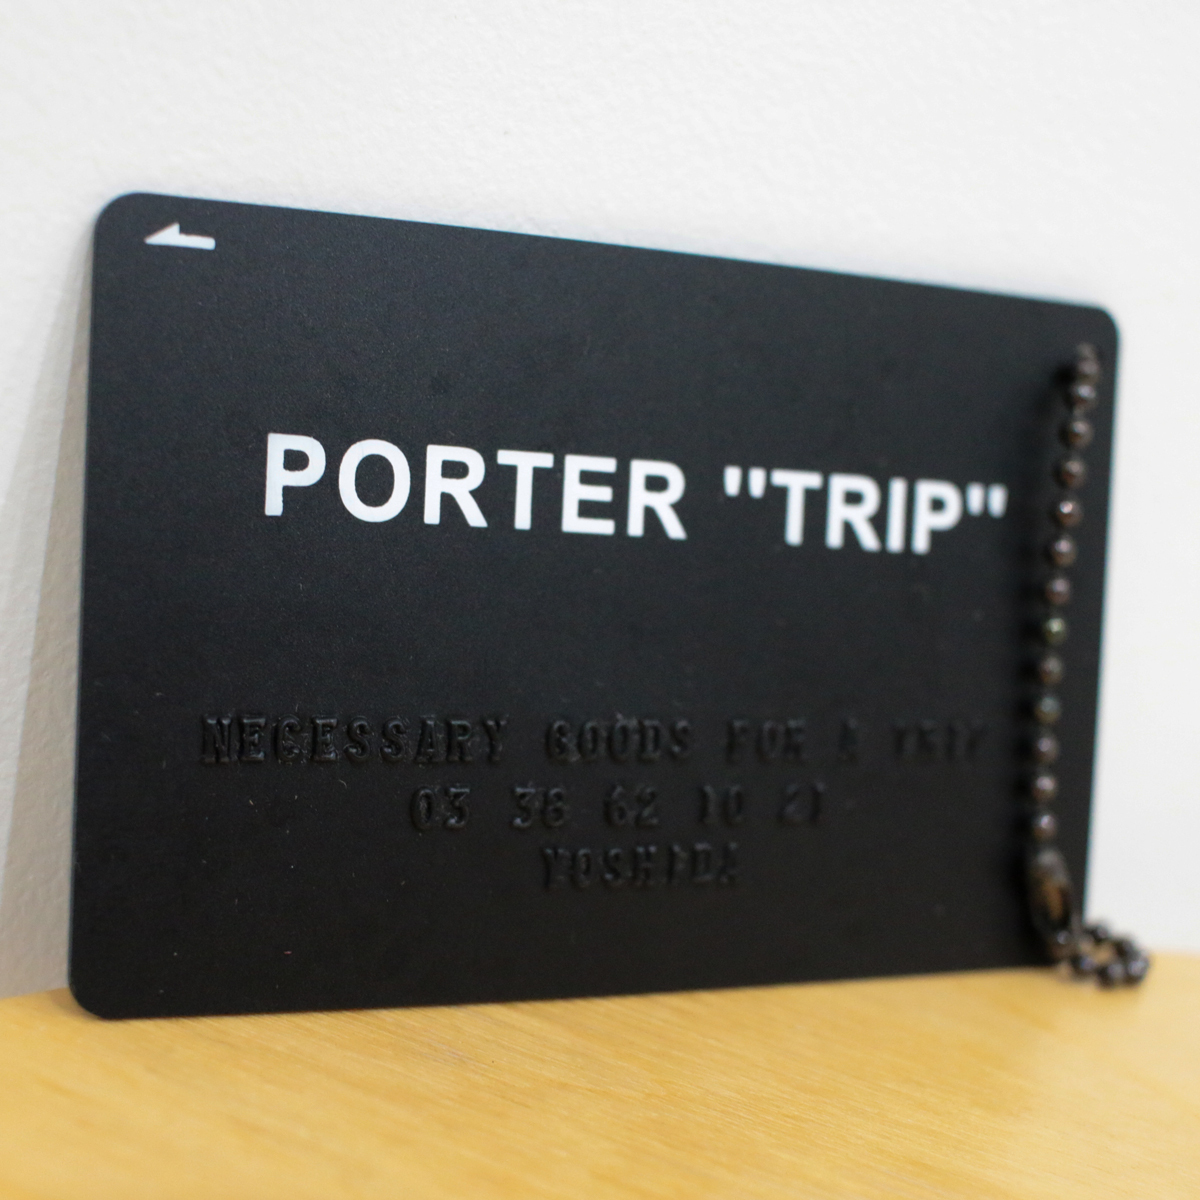 PORTER "TRIP"
NECESSARY GOODS FOR A TRIP
03 38 62 10 21
YOSHIDA